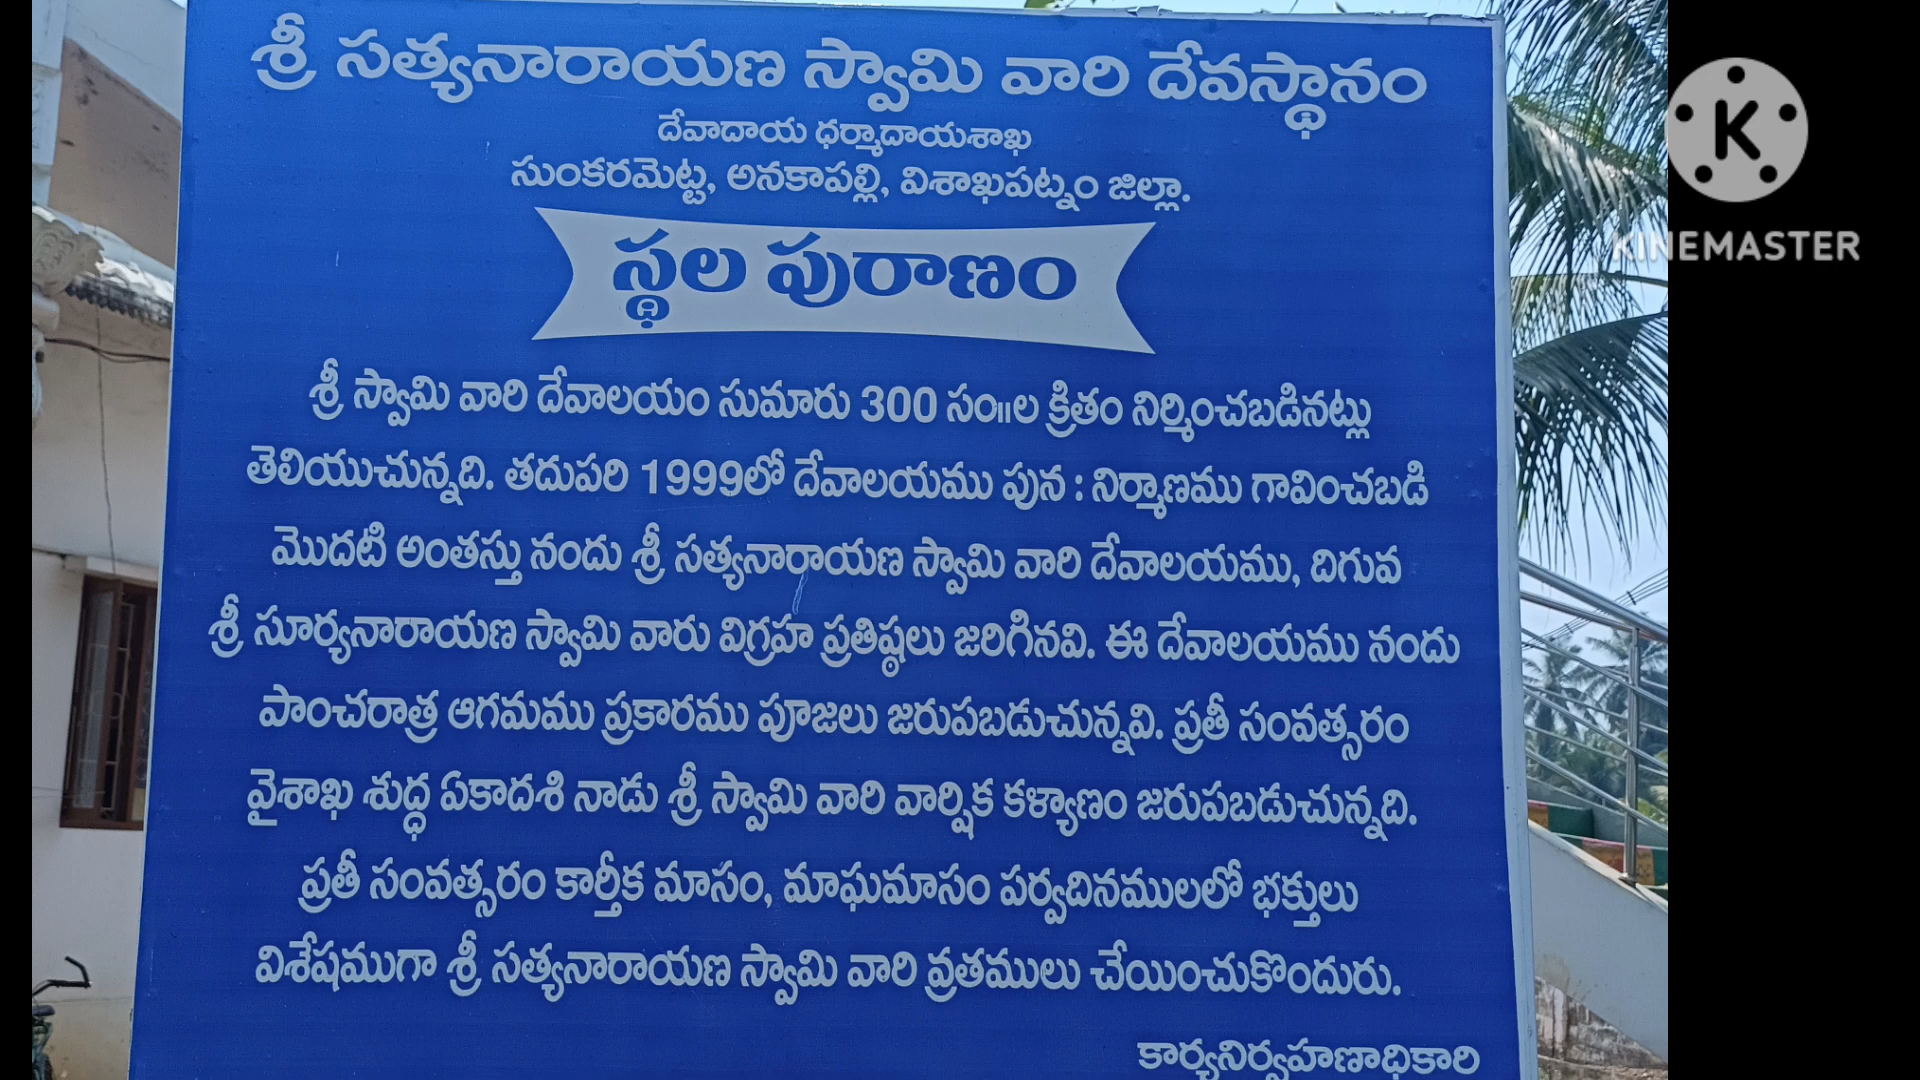 శ్రీ సత్యనారాయణ స్వామి వారి దేవస్థానం
దేవాదాయ ధర్మాదాయశాఖ
సుంకరమెట్ట, అనకాపల్లి, విశాఖపట్నం జిల్లా.
స్థల పురాణం
శ్రీ స్వామి వారి దేవాలయం సుమారు 300 సం॥ల క్రితం నిర్మించబడినట్లు
తెలియుచున్నది. తదుపరి 1999లో దేవాలయము పున : నిర్మాణము గావించబడి
మొదటి అంతస్తు నందు శ్రీ సత్యనారాయణ స్వామి వారి దేవాలయము, దిగువ
శ్రీ సూర్యనారాయణ స్వామి వారు విగ్రహ ప్రతిష్ఠలు జరిగినవి. ఈ దేవాలయము నందు
పాంచరాత్ర ఆగమము ప్రకారము పూజలు జరుపబడుచున్నవి. ప్రతీ సంవత్సరం
వైశాఖ శుద్ధ ఏకాదశి నాడు శ్రీ స్వామి వారి వార్షిక కళ్యాణం జరుపబడుచున్నది.
ప్రతీ సంవత్సరం కార్తీక మాసం, మాఘమాసం పర్వదినములలో భక్తులు
విశేషముగా శ్రీ సత్యనారాయణ స్వామి వారి వ్రతములు చేయించుకొందురు.
కార్యనిర్వహణాధికారి
K
KINEMASTER